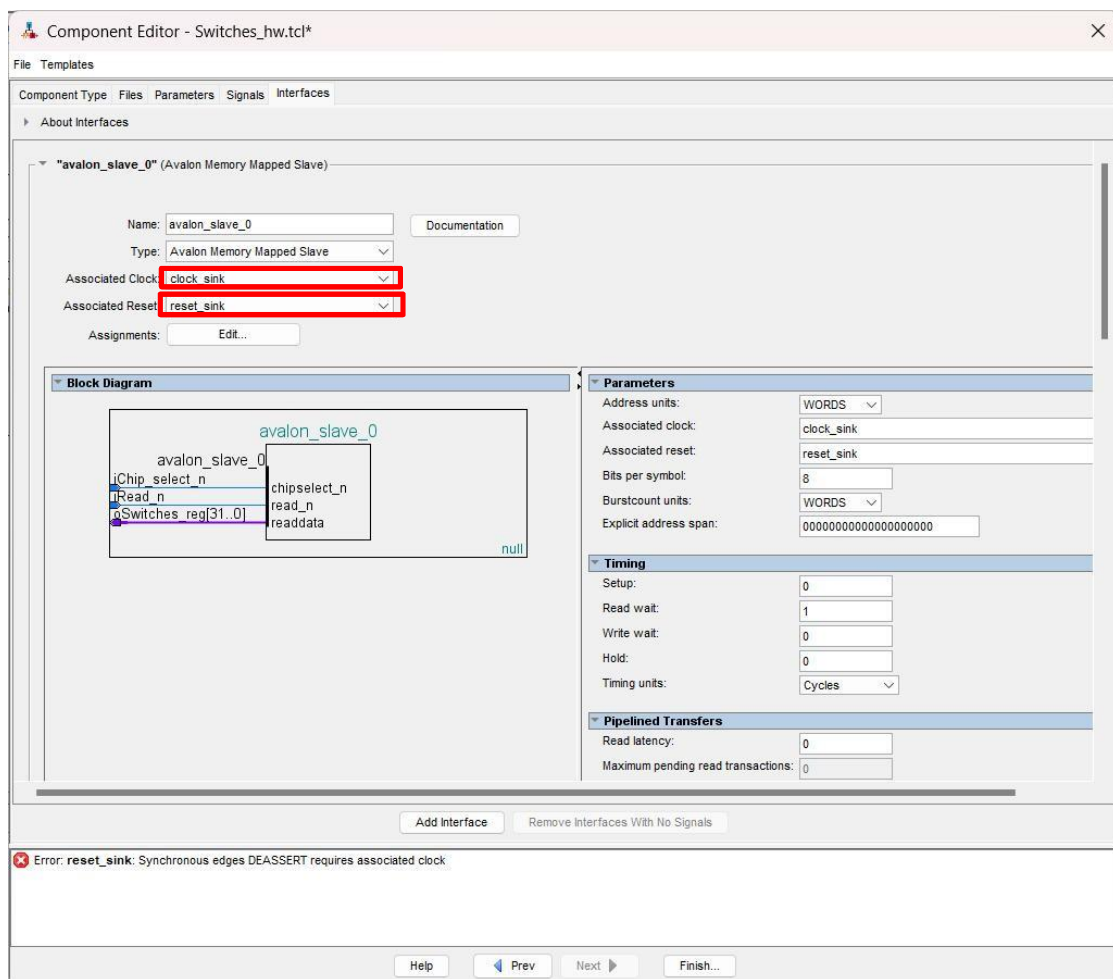 Component Editor - Switches_hw.tcl*
File Templates
Component Type Files Parameters Signals Interfaces
About Interfaces
"avalon_slave_0" (Avalon Memory Mapped Slave)
Name: avalon_slave_0 Documentation
Type: Avalon Memory Mapped Slave
Associated Clock: clock_sink
Associated Reset: reset_sink
Assignments: Edit...
Block Diagram
avalon_slave_0
avalon_slave_0
iChip_select_n
chipselect_n
iRead_n
read_n
oSwitches_reg[31..0]
readdata
null
Parameters
Address units: WORDS
Associated clock: clock_sink
Associated reset: reset_sink
Bits per symbol: 8
Burstcount units: WORDS
Explicit address span: 00000000000000000000
Timing
Setup: 0
Read wait: 1
Write wait: 0
Hold: 0
Timing units: Cycles
Pipelined Transfers
Read latency: 0
Maximum pending read transactions: 0
Add Interface Remove Interfaces With No Signals
Error: reset_sink: Synchronous edges DEASSERT requires associated clock
Help Prev Next Finish...